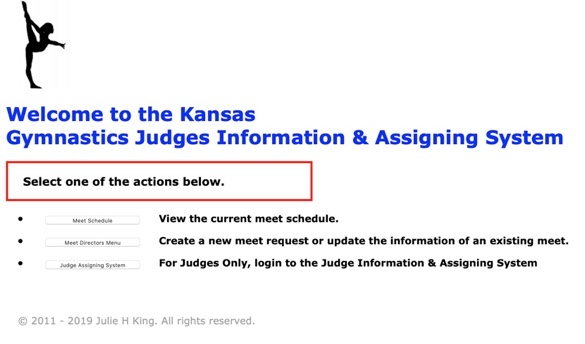 Welcome to the Kansas
Gymnastics Judges Information & Assigning System
Select one of the actions below.
Meet Schedule View the current meet schedule.
Meet Directors Menu Create a new meet request or update the information of an existing meet.
Judge Assigning System For Judges Only, login to the Judge Information & Assigning System
© 2011 - 2019 Julie H King. All rights reserved.